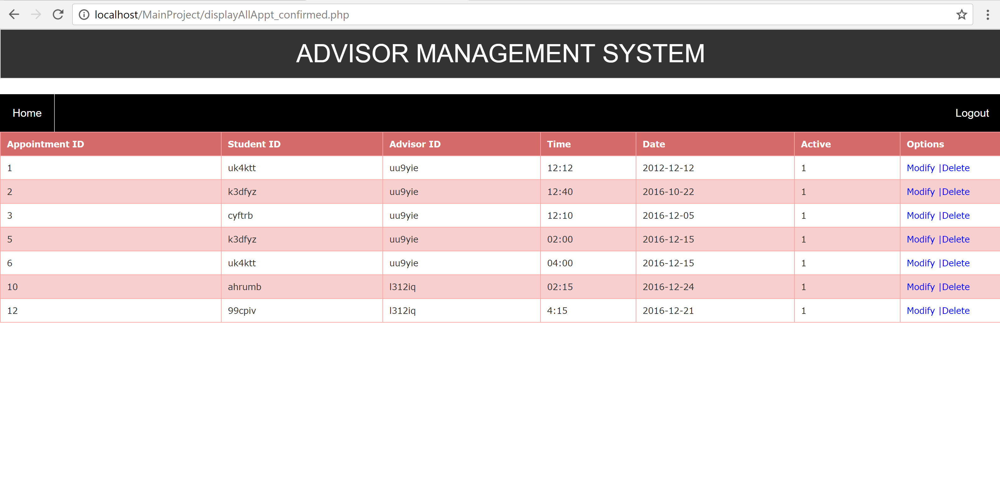 localhost/MainProject/displayAllAppt_confirmed.php
ADVISOR MANAGEMENT SYSTEM
Home Logout
Appointment ID Student ID Advisor ID Time Date Active Options
1 uk4ktt uu9yie 12:12 2012-12-12 1 Modify |Delete
2 k3dfyz uu9yie 12:40 2016-10-22 1 Modify |Delete
3 cyftrb uu9yie 12:10 2016-12-05 1 Modify |Delete
5 k3dfyz uu9yie 02:00 2016-12-15 1 Modify |Delete
6 uk4ktt uu9yie 04:00 2016-12-15 1 Modify |Delete
10 ahrumb l312iq 02:15 2016-12-24 1 Modify |Delete
12 99cpiv l312iq 4:15 2016-12-21 1 Modify |Delete